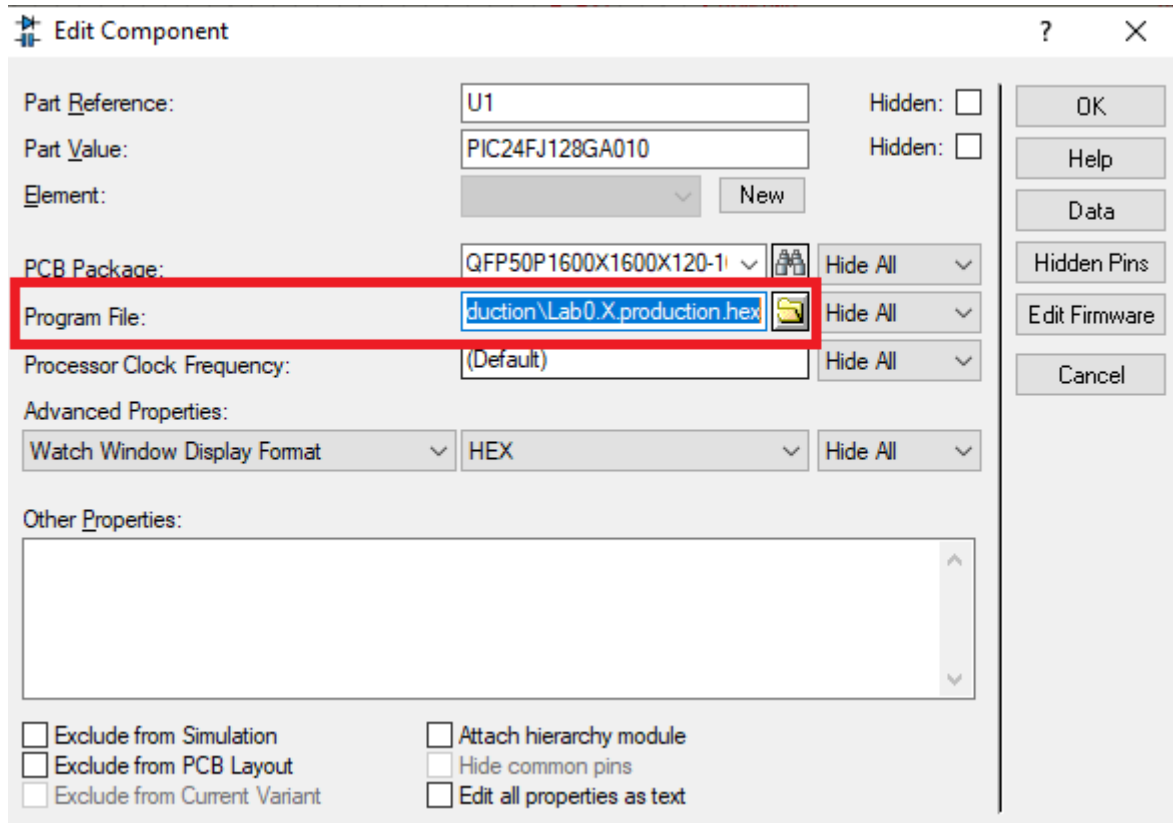 Edit Component ? ×
Part Reference: U1 Hidden:
Part Value: PIC24FJ128GA010 Hidden:
Element: New
PCB Package: QFP50P1600X1600X120-1 Hide All
Program File: duction\Lab0.X.production.hex Hide All
Processor Clock Frequency: (Default) Hide All
Advanced Properties:
Watch Window Display Format HEX Hide All
Other Properties:
Exclude from Simulation Attach hierarchy module
Exclude from PCB Layout Hide common pins
Exclude from Current Variant Edit all properties as text
OK
Help
Data
Hidden Pins
Edit Firmware
Cancel